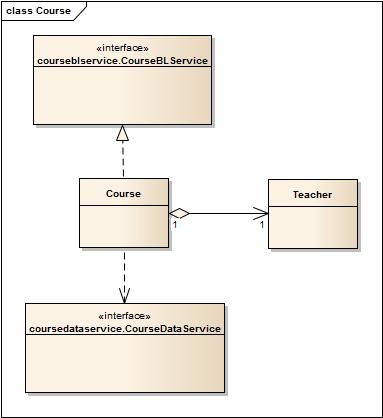 class Course
«interface»
courseblservice.CourseBLService
Course
Teacher
1
1
«interface»
coursedataservice.CourseDataService